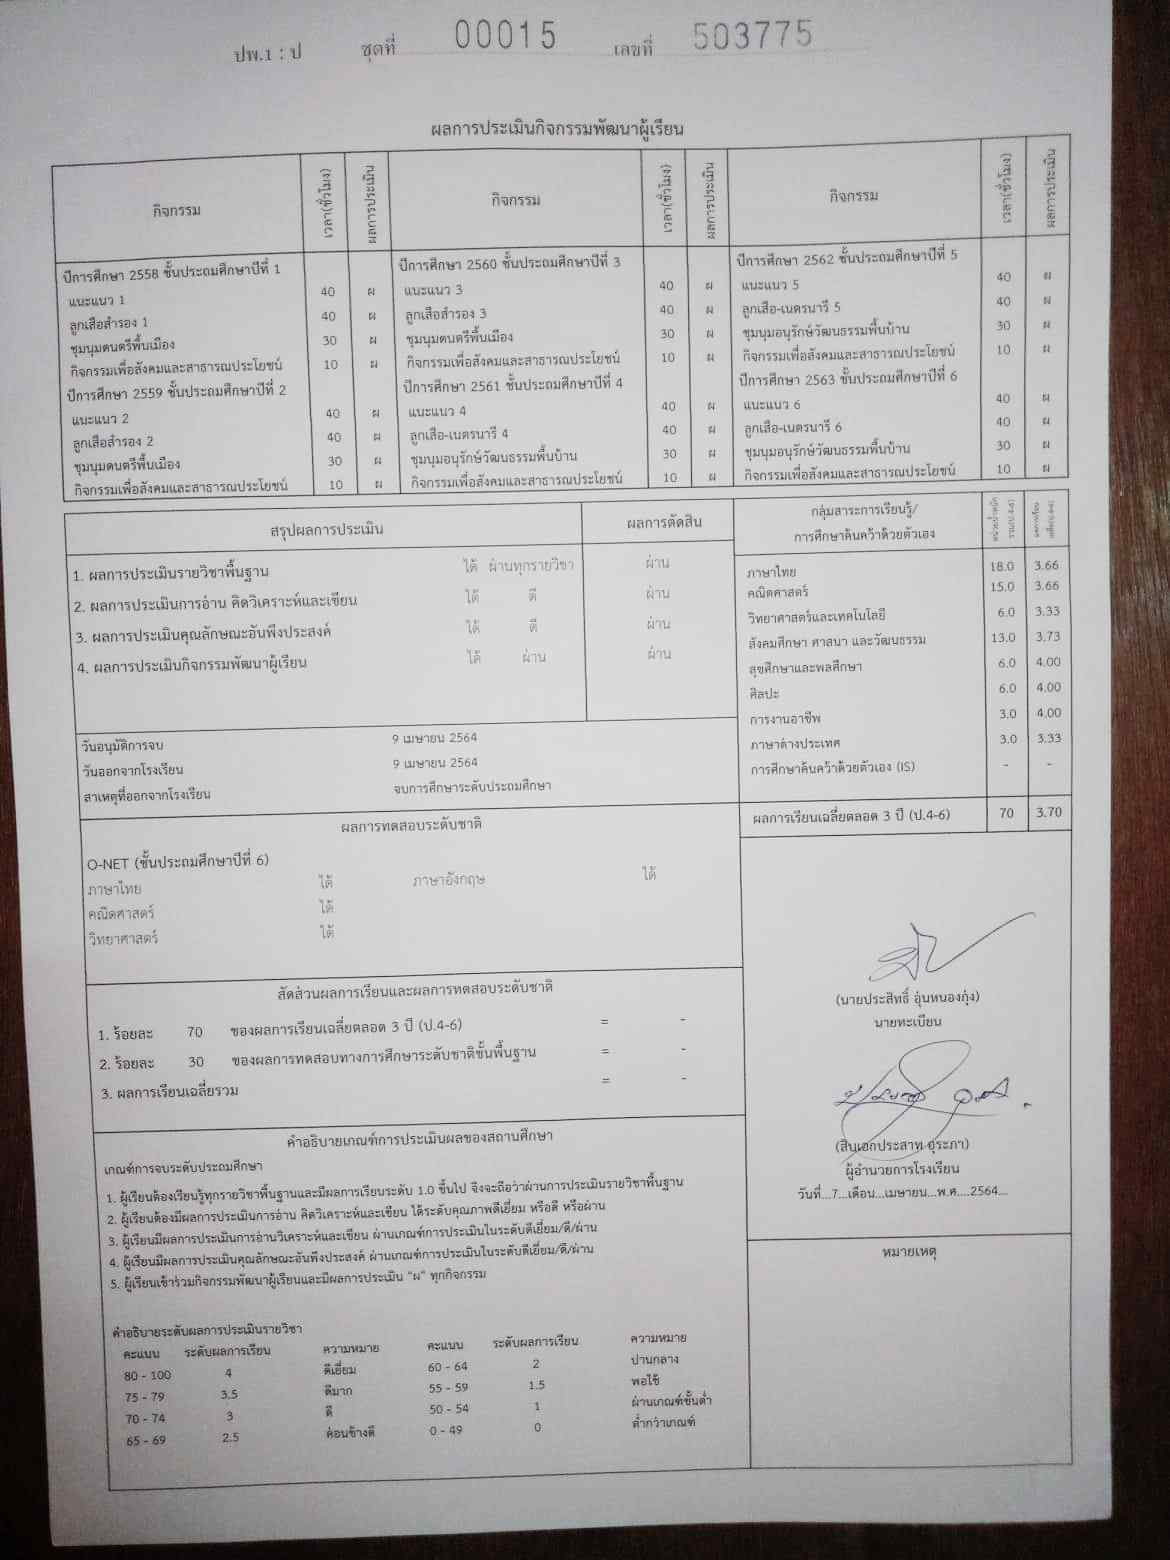 ปพ.1 : ป ชุดที่ 00015 เลขที่ 503775
ผลการประเมินกิจกรรมพัฒนาผู้เรียน
กิจกรรม เวลา(ชั่วโมง) ผลการประเมิน กิจกรรม เวลา(ชั่วโมง) ผลการประเมิน กิจกรรม เวลา(ชั่วโมง) ผลการประเมิน
ปีการศึกษา 2558 ชั้นประถมศึกษาปีที่ 1
แนะแนว 1 40 ผ
ลูกเสือสำรอง 1 40 ผ
ชุมนุมดนตรีพื้นเมือง 30 ผ
กิจกรรมเพื่อสังคมและสาธารณประโยชน์ 10 ผ
ปีการศึกษา 2559 ชั้นประถมศึกษาปีที่ 2
แนะแนว 2 40 ผ
ลูกเสือสำรอง 2 40 ผ
ชุมนุมดนตรีพื้นเมือง 30 ผ
กิจกรรมเพื่อสังคมและสาธารณประโยชน์ 10 ผ
ปีการศึกษา 2560 ชั้นประถมศึกษาปีที่ 3
แนะแนว 3 40 ผ
ลูกเสือสำรอง 3 40 ผ
ชุมนุมดนตรีพื้นเมือง 30 ผ
กิจกรรมเพื่อสังคมและสาธารณประโยชน์ 10 ผ
ปีการศึกษา 2561 ชั้นประถมศึกษาปีที่ 4
แนะแนว 4 40 ผ
ลูกเสือ-เนตรนารี 4 40 ผ
ชุมนุมอนุรักษ์วัฒนธรรมพื้นบ้าน 30 ผ
กิจกรรมเพื่อสังคมและสาธารณประโยชน์ 10 ผ
ปีการศึกษา 2562 ชั้นประถมศึกษาปีที่ 5
แนะแนว 5 40 ผ
ลูกเสือ-เนตรนารี 5 40 ผ
ชุมนุมอนุรักษ์วัฒนธรรมพื้นบ้าน 30 ผ
กิจกรรมเพื่อสังคมและสาธารณประโยชน์ 10 ผ
ปีการศึกษา 2563 ชั้นประถมศึกษาปีที่ 6
แนะแนว 6 40 ผ
ลูกเสือ-เนตรนารี 6 40 ผ
ชุมนุมอนุรักษ์วัฒนธรรมพื้นบ้าน 30 ผ
กิจกรรมเพื่อสังคมและสาธารณประโยชน์ 10 ผ
สรุปผลการประเมิน ผลการตัดสิน
1. ผลการประเมินรายวิชาพื้นฐาน ได้ ผ่านทุกรายวิชา ผ่าน
2. ผลการประเมินการอ่าน คิดวิเคราะห์และเขียน ได้ ดี ผ่าน
3. ผลการประเมินคุณลักษณะอันพึงประสงค์ ได้ ดี ผ่าน
4. ผลการประเมินกิจกรรมพัฒนาผู้เรียน ได้ ผ่าน ผ่าน
วันอนุมัติการจบ 9 เมษายน 2564
วันออกจากโรงเรียน 9 เมษายน 2564
สาเหตุที่ออกจากโรงเรียน จบการศึกษาระดับประถมศึกษา
ผลการทดสอบระดับชาติ
O-NET (ชั้นประถมศึกษาปีที่ 6)
ภาษาไทย ได้ ภาษาอังกฤษ ได้
คณิตศาสตร์ ได้
วิทยาศาสตร์ ได้
สัดส่วนผลการเรียนและผลการทดสอบระดับชาติ
1. ร้อยละ 70 ของผลการเรียนเฉลี่ยตลอด 3 ปี (ป.4-6) = -
2. ร้อยละ 30 ของผลการทดสอบทางการศึกษาระดับชาติขั้นพื้นฐาน = -
3. ผลการเรียนเฉลี่ยรวม = -
คำอธิบายเกณฑ์การประเมินผลของสถานศึกษา
เกณฑ์การจบระดับประถมศึกษา
1. ผู้เรียนต้องเรียนรู้ทุกรายวิชาพื้นฐานและมีผลการเรียนระดับ 1.0 ขึ้นไป จึงจะถือว่าผ่านการประเมินรายวิชาพื้นฐาน
2. ผู้เรียนต้องมีผลการประเมินการอ่าน คิดวิเคราะห์และเขียน ได้ระดับคุณภาพดีเยี่ยม หรือดี หรือผ่าน
3. ผู้เรียนมีผลการประเมินการอ่านวิเคราะห์และเขียน ผ่านเกณฑ์การประเมินในระดับดีเยี่ยม/ดี/ผ่าน
4. ผู้เรียนมีผลการประเมินคุณลักษณะอันพึงประสงค์ ผ่านเกณฑ์การประเมินในระดับดีเยี่ยม/ดี/ผ่าน
5. ผู้เรียนเข้าร่วมกิจกรรมพัฒนาผู้เรียนและมีผลการประเมิน "ผ" ทุกกิจกรรม
คำอธิบายระดับผลการประเมินรายวิชา
คะแนน ระดับผลการเรียน ความหมาย คะแนน ระดับผลการเรียน ความหมาย
80 - 100 4 ดีเยี่ยม 60 - 64 2 ปานกลาง
75 - 79 3.5 ดีมาก 55 - 59 1.5 พอใช้
70 - 74 3 ดี 50 - 54 1 ผ่านเกณฑ์ขั้นต่ำ
65 - 69 2.5 ค่อนข้างดี 0 - 49 0 ต่ำกว่าเกณฑ์
กลุ่มสาระการเรียนรู้/
การศึกษาค้นคว้าด้วยตัวเอง
ภาษาไทย 18.0 3.66
คณิตศาสตร์ 15.0 3.66
วิทยาศาสตร์และเทคโนโลยี 6.0 3.33
สังคมศึกษา ศาสนา และวัฒนธรรม 13.0 3.73
สุขศึกษาและพลศึกษา 6.0 4.00
ศิลปะ 6.0 4.00
การงานอาชีพ 3.0 4.00
ภาษาต่างประเทศ 3.0 3.33
การศึกษาค้นคว้าด้วยตัวเอง (IS) - -
ผลการเรียนเฉลี่ยตลอด 3 ปี (ป.4-6) 70 3.70
(นายประสิทธิ์ อุ่นหนองกุ่ง)
นายทะเบียน
(สิบเอกประสาท อุระภา)
ผู้อำนวยการโรงเรียน
วันที่...7...เดือน...เมษายน...พ.ศ....2564...
หมายเหตุ